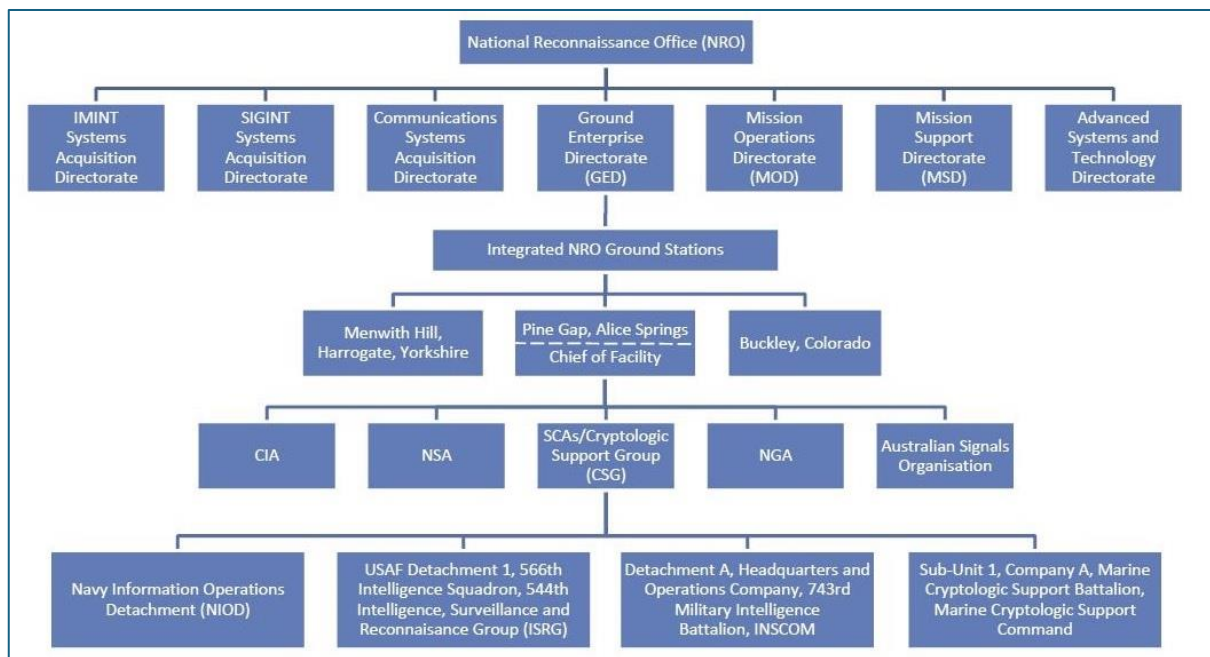 National Reconnaissance Office (NRO)
IMINT
Systems
Acquisition
Directorate
SIGINT
Systems
Acquisition
Directorate
Communications
Systems
Acquisition
Directorate
Ground
Enterprise
Directorate
(GED)
Mission
Operations
Directorate
(MOD)
Mission
Support
Directorate
(MSD)
Advanced
Systems and
Technology
Directorate
Integrated NRO Ground Stations
Menwith Hill,
Harrogate, Yorkshire
Pine Gap, Alice Springs
Chief of Facility
Buckley, Colorado
CIA
NSA
SCAs/Cryptologic
Support Group
(CSG)
NGA
Australian Signals
Organisation
Navy Information Operations
Detachment (NIOD)
USAF Detachment 1, 566th
Intelligence Squadron, 544th
Intelligence, Surveillance and
Reconnaisance Group (ISRG)
Detachment A, Headquarters and
Operations Company, 743rd
Military Intelligence
Battalion, INSCOM
Sub-Unit 1, Company A, Marine
Cryptologic Support Battalion,
Marine Cryptologic Support
Command